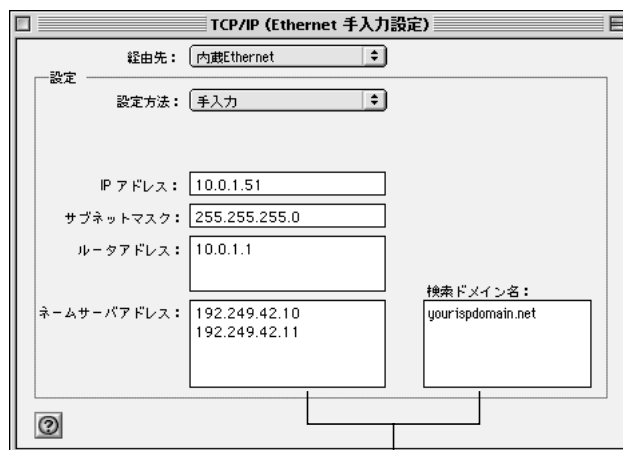 TCP/IP (Ethernet 手入力設定)
経由先： 内蔵Ethernet
設定
設定方法： 手入力
IP アドレス： 10.0.1.51
サブネットマスク： 255.255.255.0
ルータアドレス： 10.0.1.1
ネームサーバアドレス： 192.249.42.10
192.249.42.11
検索ドメイン名：
yourispdomain.net
?